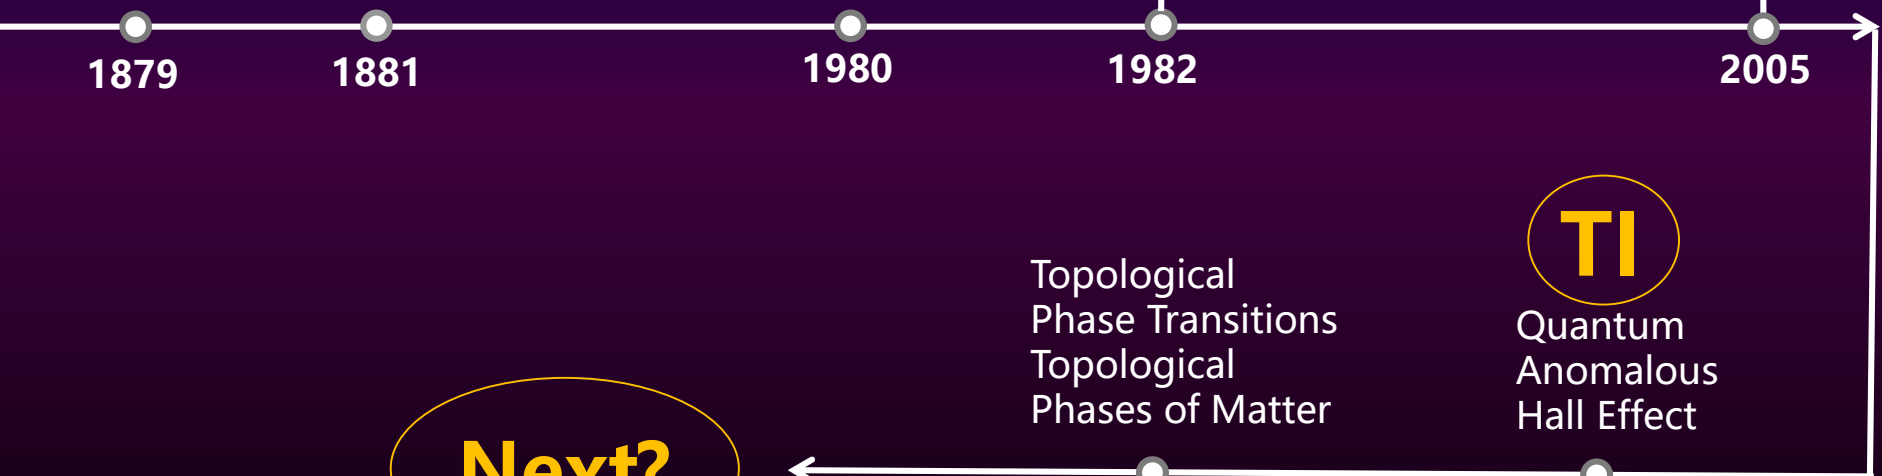 1879
1881
1980
1982
2005
TI
Quantum
Anomalous
Hall Effect
Topological
Phase Transitions
Topological
Phases of Matter
Next?